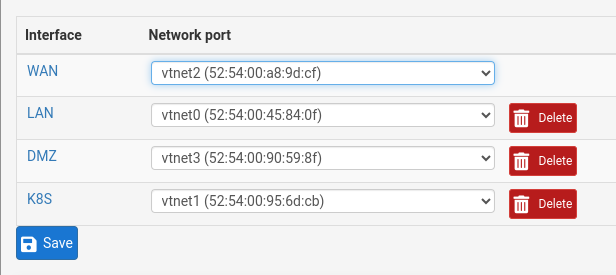 Interface Network port
WAN vtnet2 (52:54:00:a8:9d:cf)
LAN vtnet0 (52:54:00:45:84:0f) Delete
DMZ vtnet3 (52:54:00:90:59:8f) Delete
K8S vtnet1 (52:54:00:95:6d:cb) Delete
Save